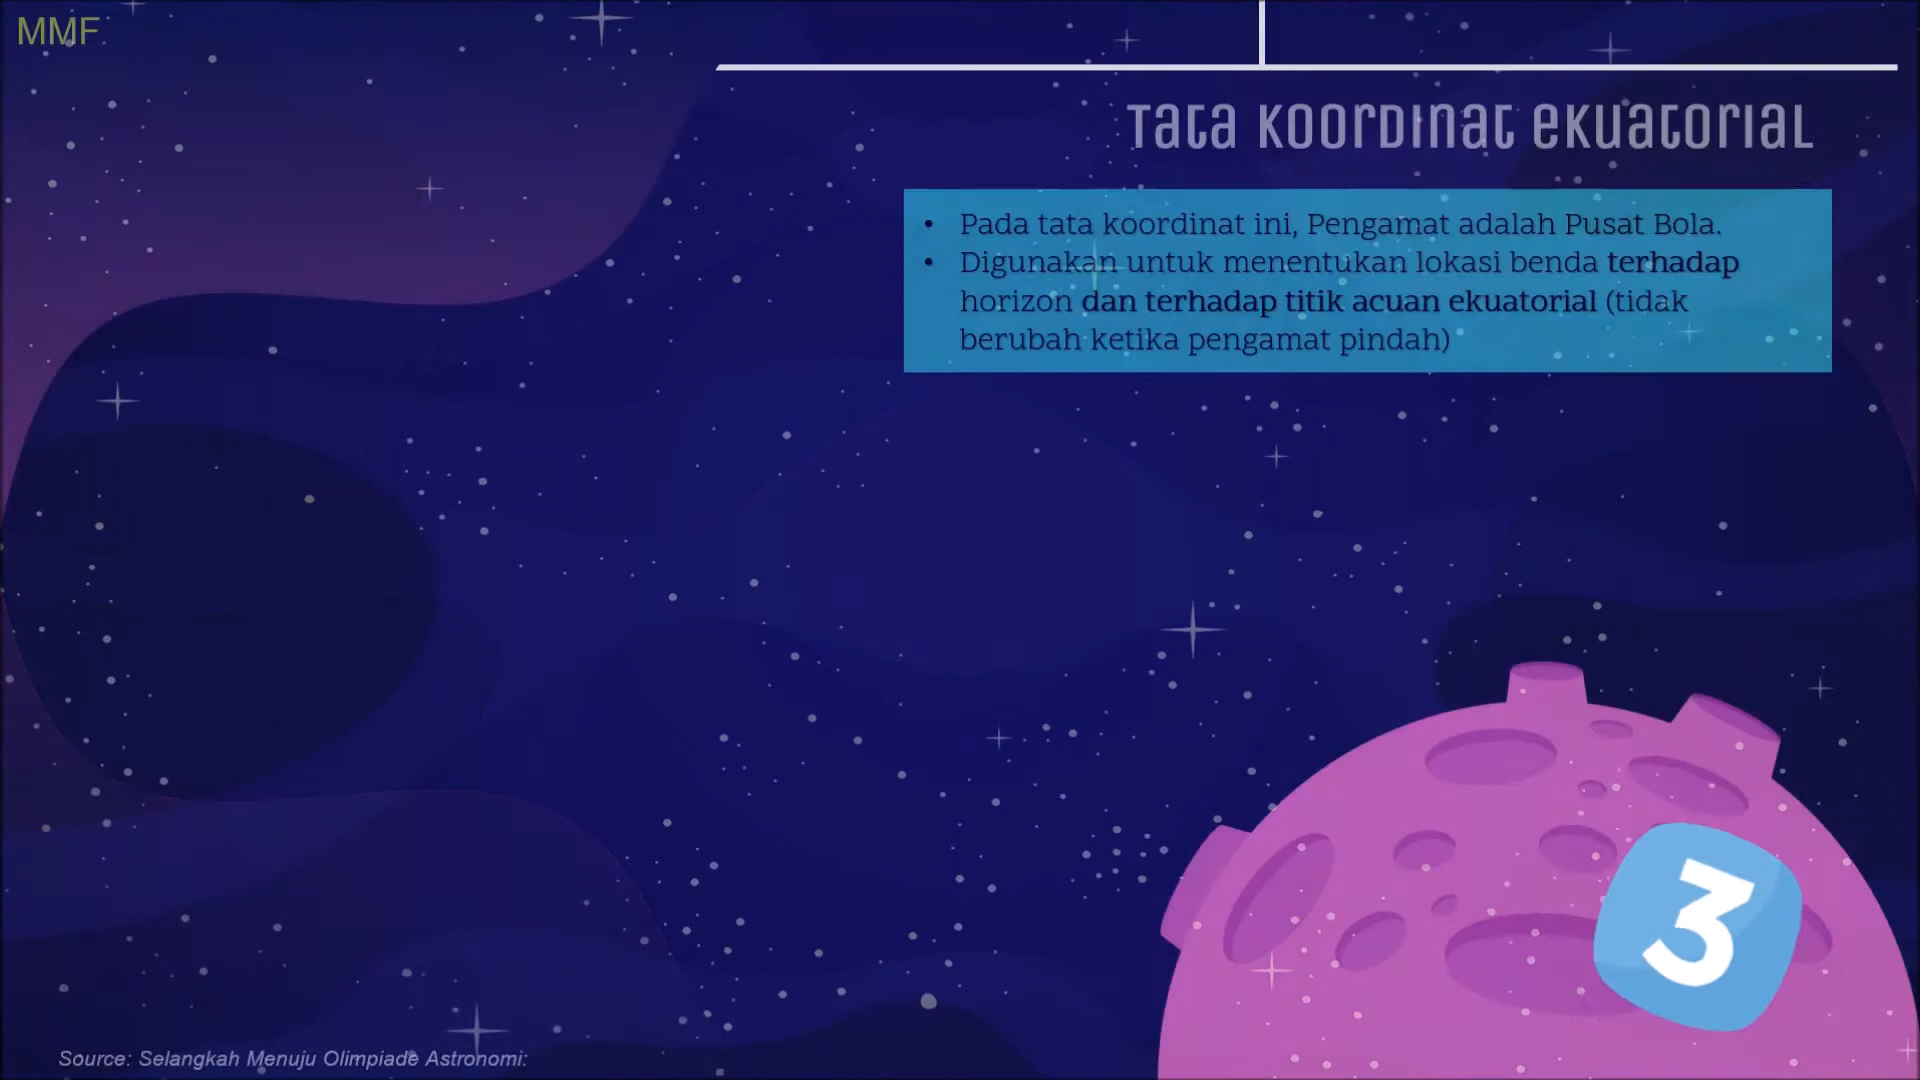 MMF
Tata Koordinat Ekuatorial
• Pada tata koordinat ini, Pengamat adalah Pusat Bola.
• Digunakan untuk menentukan lokasi benda terhadap
horizon dan terhadap titik acuan ekuatorial (tidak
berubah ketika pengamat pindah)
3
Source: Selangkah Menuju Olimpiade Astronomi: